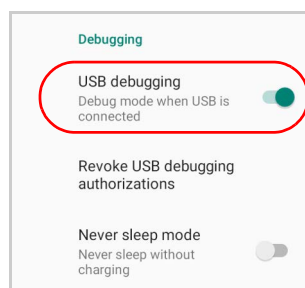 Debugging
USB debugging
Debug mode when USB is
connected
Revoke USB debugging
authorizations
Never sleep mode
Never sleep without
charging